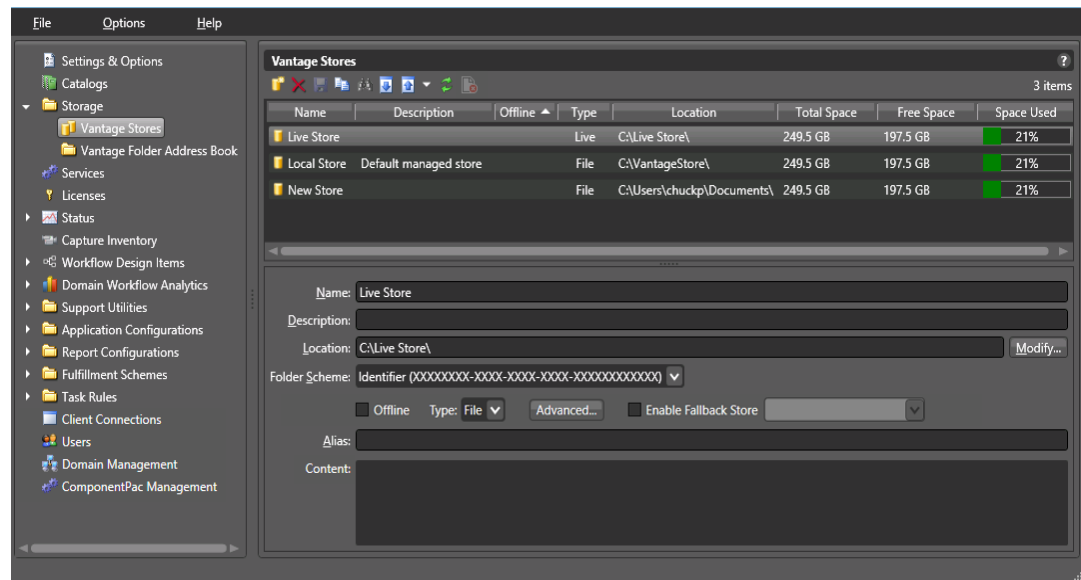 File Options Help
Settings & Options
Catalogs
Storage
Vantage Stores
Vantage Folder Address Book
Services
Licenses
Status
Capture Inventory
Workflow Design Items
Domain Workflow Analytics
Support Utilities
Application Configurations
Report Configurations
Fulfillment Schemes
Task Rules
Client Connections
Users
Domain Management
ComponentPac Management
Vantage Stores ?
3 items
Name Description Offline Type Location Total Space Free Space Space Used
Live Store Live C:\Live Store\ 249.5 GB 197.5 GB 21%
Local Store Default managed store File C:\VantageStore\ 249.5 GB 197.5 GB 21%
New Store File C:\Users\chuckp\Documents\ 249.5 GB 197.5 GB 21%
Name: Live Store
Description:
Location: C:\Live Store\ Modify...
Folder Scheme: Identifier (XXXXXXXX-XXXX-XXXX-XXXX-XXXXXXXXXXXX)
Offline Type: File Advanced... Enable Fallback Store
Alias:
Content: